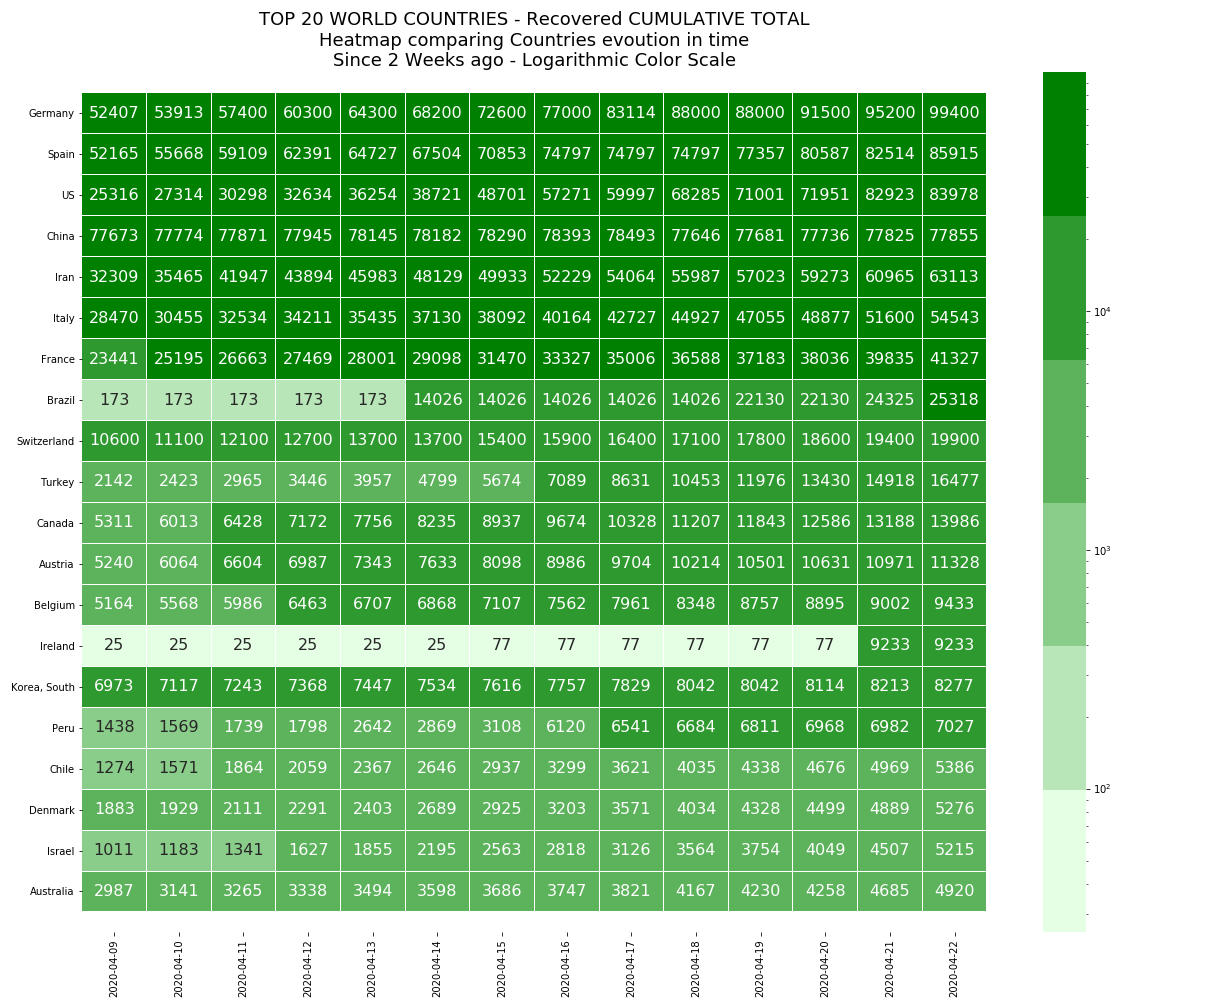 TOP 20 WORLD COUNTRIES - Recovered CUMULATIVE TOTAL
Heatmap comparing Countries evoution in time
Since 2 Weeks ago - Logarithmic Color Scale
Germany 52407 53913 57400 60300 64300 68200 72600 77000 83114 88000 88000 91500 95200 99400
Spain 52165 55668 59109 62391 64727 67504 70853 74797 74797 74797 77357 80587 82514 85915
US 25316 27314 30298 32634 36254 38721 48701 57271 59997 68285 71001 71951 82923 83978
China 77673 77774 77871 77945 78145 78182 78290 78393 78493 77646 77681 77736 77825 77855
Iran 32309 35465 41947 43894 45983 48129 49933 52229 54064 55987 57023 59273 60965 63113
Italy 28470 30455 32534 34211 35435 37130 38092 40164 42727 44927 47055 48877 51600 54543
France 23441 25195 26663 27469 28001 29098 31470 33327 35006 36588 37183 38036 39835 41327
Brazil 173 173 173 173 173 14026 14026 14026 14026 14026 22130 22130 24325 25318
Switzerland 10600 11100 12100 12700 13700 13700 15400 15900 16400 17100 17800 18600 19400 19900
Turkey 2142 2423 2965 3446 3957 4799 5674 7089 8631 10453 11976 13430 14918 16477
Canada 5311 6013 6428 7172 7756 8235 8937 9674 10328 11207 11843 12586 13188 13986
Austria 5240 6064 6604 6987 7343 7633 8098 8986 9704 10214 10501 10631 10971 11328
Belgium 5164 5568 5986 6463 6707 6868 7107 7562 7961 8348 8757 8895 9002 9433
Ireland 25 25 25 25 25 25 77 77 77 77 77 77 9233 9233
Korea, South 6973 7117 7243 7368 7447 7534 7616 7757 7829 8042 8042 8114 8213 8277
Peru 1438 1569 1739 1798 2642 2869 3108 6120 6541 6684 6811 6968 6982 7027
Chile 1274 1571 1864 2059 2367 2646 2937 3299 3621 4035 4338 4676 4969 5386
Denmark 1883 1929 2111 2291 2403 2689 2925 3203 3571 4034 4328 4499 4889 5276
Israel 1011 1183 1341 1627 1855 2195 2563 2818 3126 3564 3754 4049 4507 5215
Australia 2987 3141 3265 3338 3494 3598 3686 3747 3821 4167 4230 4258 4685 4920
2020-04-09 2020-04-10 2020-04-11 2020-04-12 2020-04-13 2020-04-14 2020-04-15 2020-04-16 2020-04-17 2020-04-18 2020-04-19 2020-04-20 2020-04-21 2020-04-22
10⁴
10³
10²